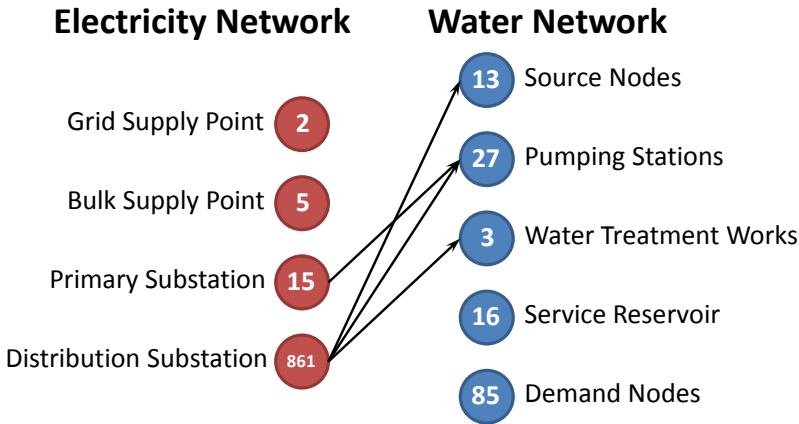 Electricity Network
Water Network
13 Source Nodes
Grid Supply Point 2
27 Pumping Stations
Bulk Supply Point 5
3 Water Treatment Works
Primary Substation 15
16 Service Reservoir
Distribution Substation 861
85 Demand Nodes